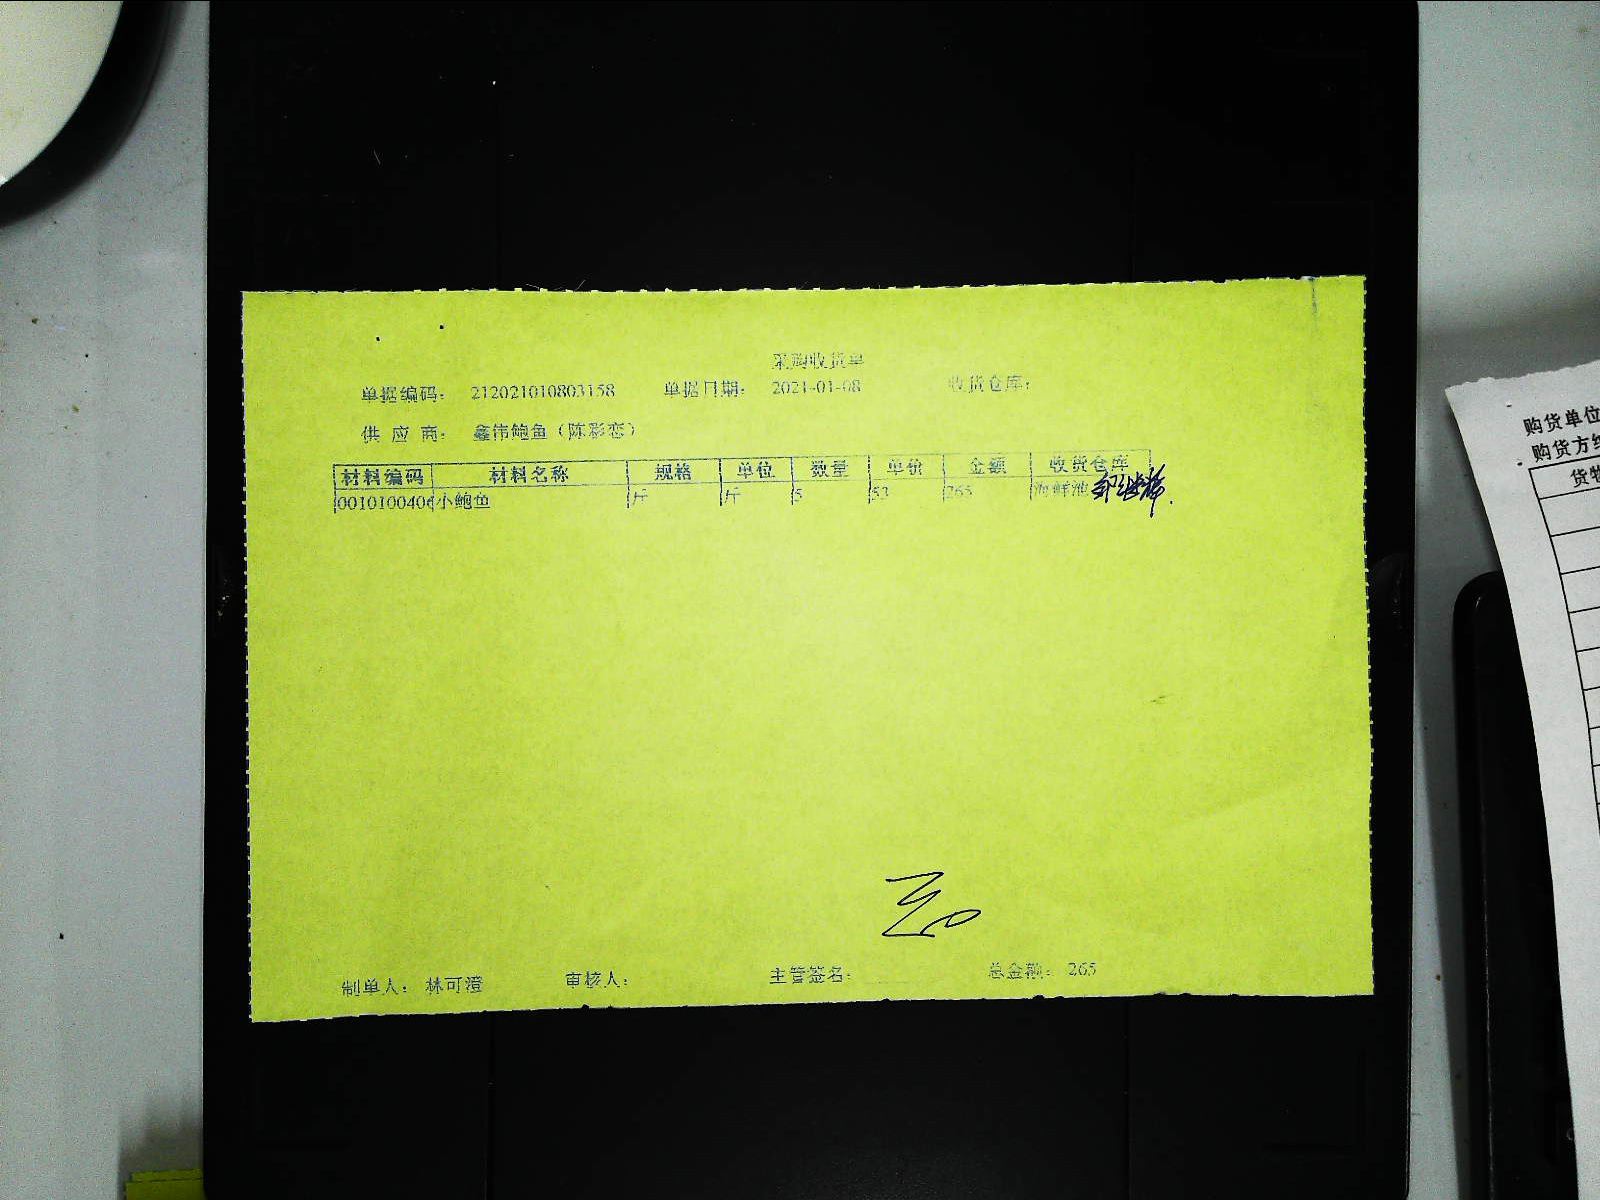 采购收货单
单据编码： 212021010803158 单据日期： 2021-01-08 收货仓库：
供 应 商： 鑫伟鲍鱼（陈彩恋）
材料编码 材料名称 规格 单位 数量 单价 金额 收货仓库
0010100406 小鲍鱼 斤 斤 5 53 265 海鲜池
制单人： 林可澄 审核人： 主管签名： 总金额： 265
购货单位
购货方
货物